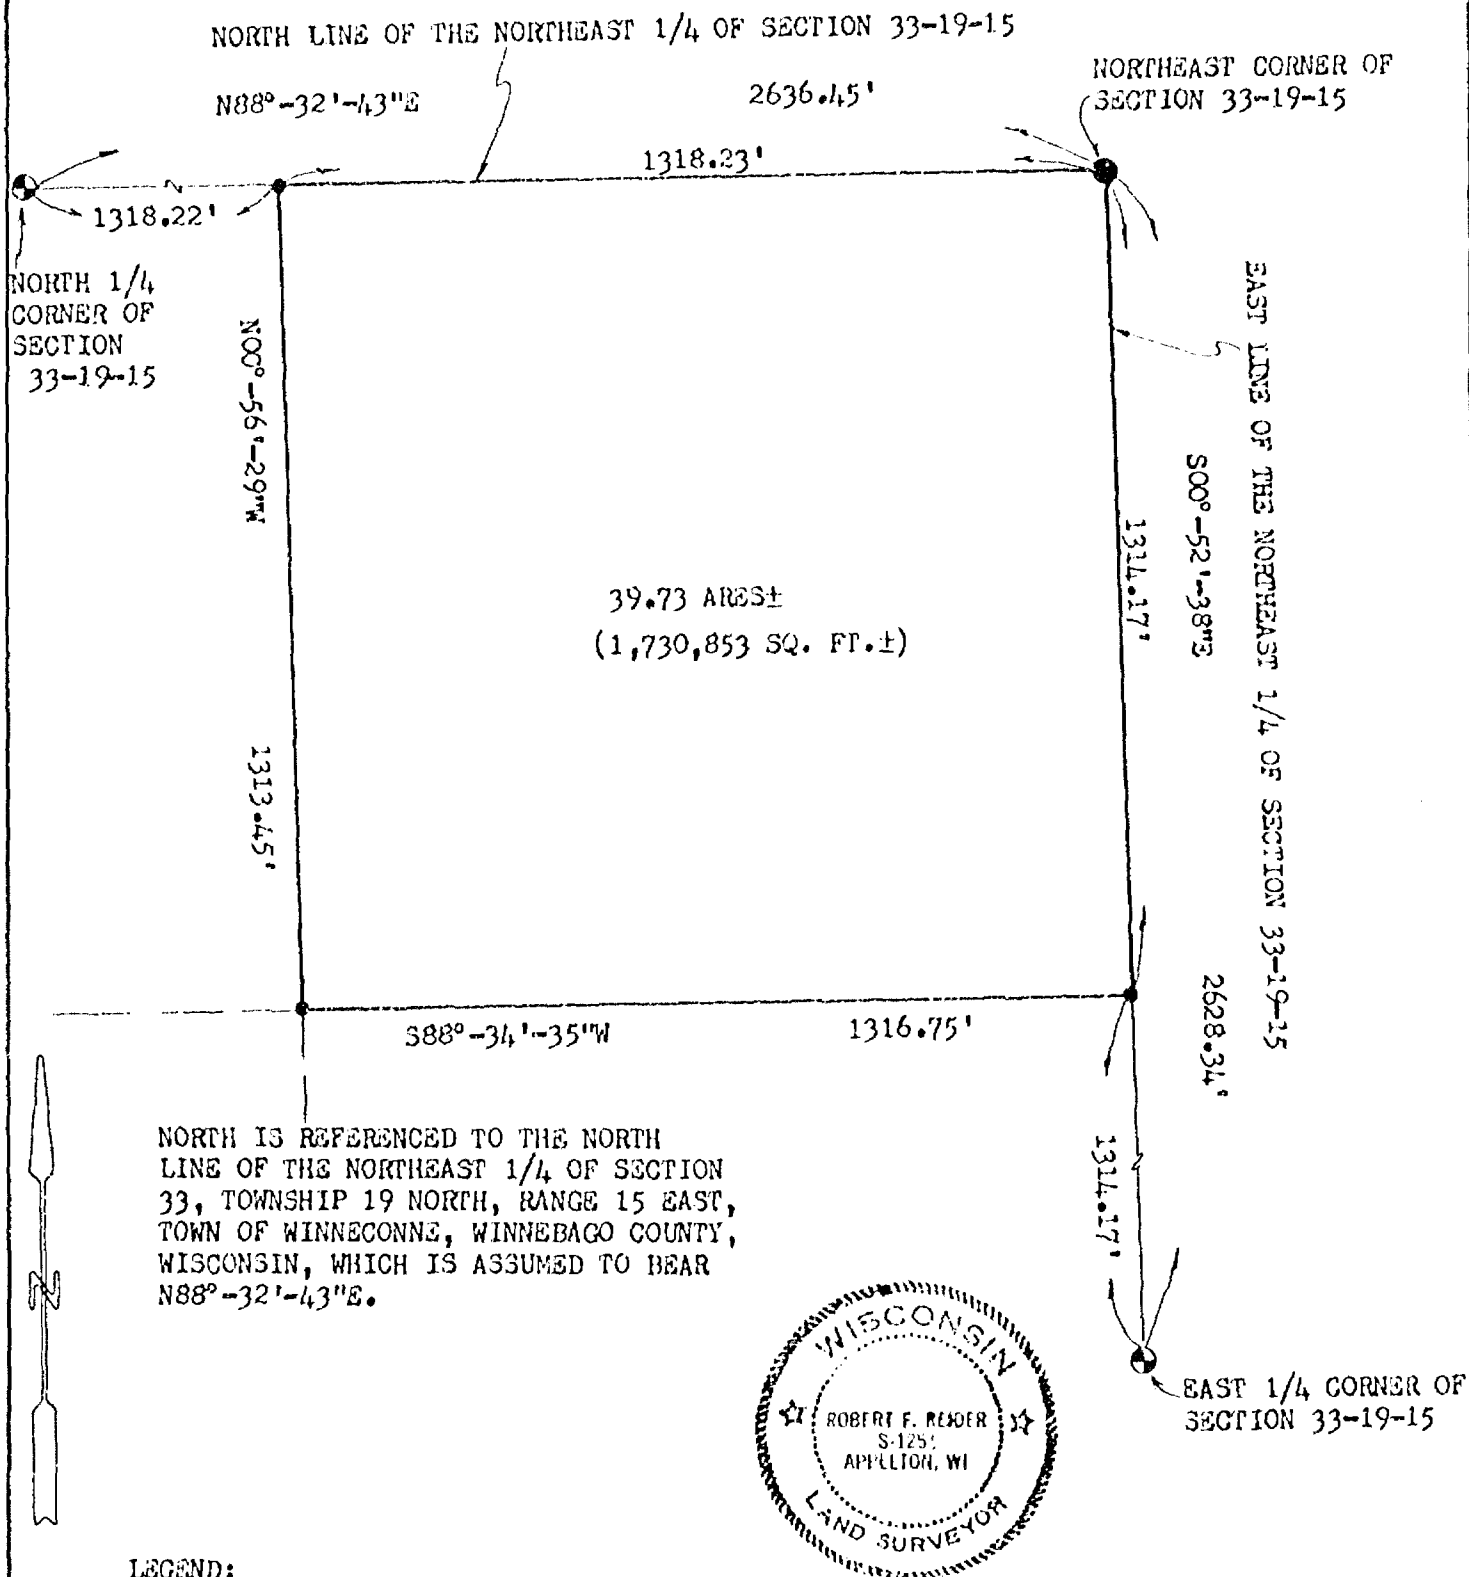 NORTH LINE OF THE NORTHEAST 1/4 OF SECTION 33-19-15
NORTHEAST CORNER OF
SECTION 33-19-15
N88°-32'-43"E
2636.45'
1318.23'
1318.22'
NORTH 1/4
CORNER OF
SECTION
33-19-15
N00°-56'-29"W
1313.45'
EAST LINE OF THE NORTHEAST 1/4 OF SECTION 33-19-15
S00°-52'-38"E
1314.17'
2628.34'
39.73 ARES±
(1,730,853 SQ. FT.±)
S88°-34'-35"W
1316.75'
1314.17'
NORTH IS REFERENCED TO THE NORTH
LINE OF THE NORTHEAST 1/4 OF SECTION
33, TOWNSHIP 19 NORTH, RANGE 15 EAST,
TOWN OF WINNECONNE, WINNEBAGO COUNTY,
WISCONSIN, WHICH IS ASSUMED TO BEAR
N88°-32'-43"E.
N
WISCONSIN
ROBERT F. REIDER
APPLETON, WI
LAND SURVEYOR
EAST 1/4 CORNER OF
SECTION 33-19-15
LEGEND: